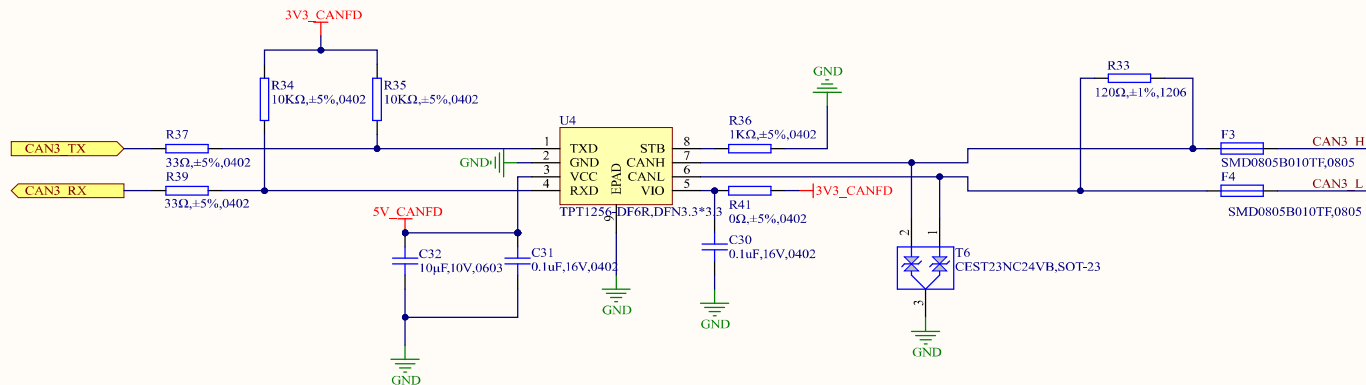 3V3_CANFD
R34
10KΩ,±5%,0402
R35
10KΩ,±5%,0402
R33
120Ω,±1%,1206
GND
U4
R36
1KΩ,±5%,0402
R37
33Ω,±5%,0402
CAN3_TX
1
TXD
STB
8
2
GND
CANH
7
3
VCC
CANL
6
4
RXD
VIO
5
EPAD
9
GND
F3
CAN3_H
SMD0805B010TF,0805
CAN3_RX
R39
33Ω,±5%,0402
F4
CAN3_L
SMD0805B010TF,0805
R41
0Ω,±5%,0402
3V3_CANFD
TPT1256-DF6R,DFN3.3*3.3
5V_CANFD
C32
10µF,10V,0603
C31
0.1uF,16V,0402
C30
0.1uF,16V,0402
2
1
T6
CEST23NC24VB,SOT-23
3
GND
GND
GND
GND